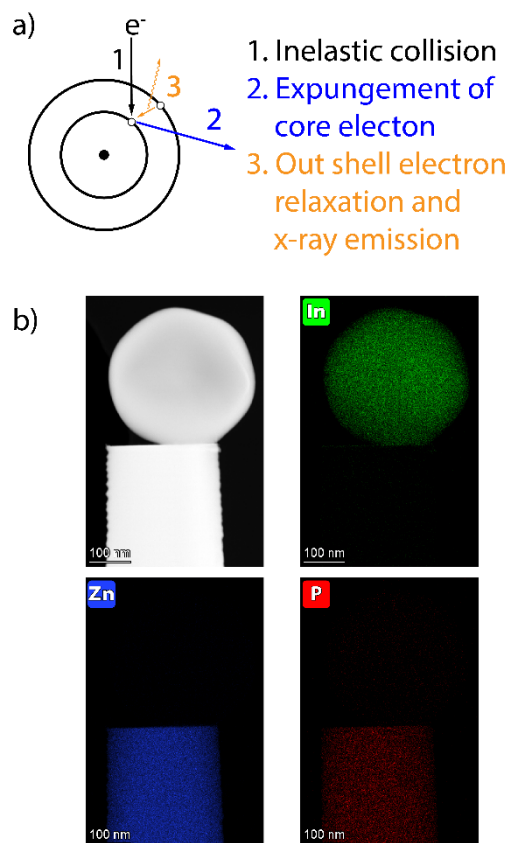 a)
e-
1
3
2
1. Inelastic collision
2. Expungement of
core electon
3. Out shell electron
relaxation and
x-ray emission
b)
In
100 nm
100 nm
Zn
P
100 nm
100 nm